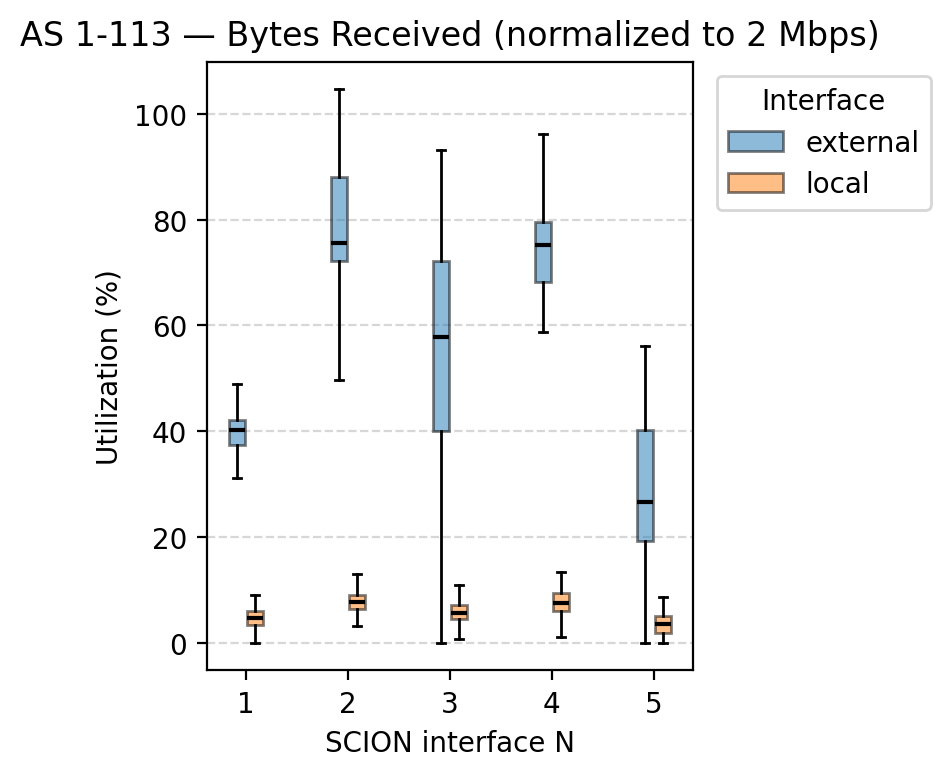 AS 1-113 — Bytes Received (normalized to 2 Mbps)
Interface
external
local
Utilization (%)
100
80
60
40
20
0
1 2 3 4 5
SCION interface N